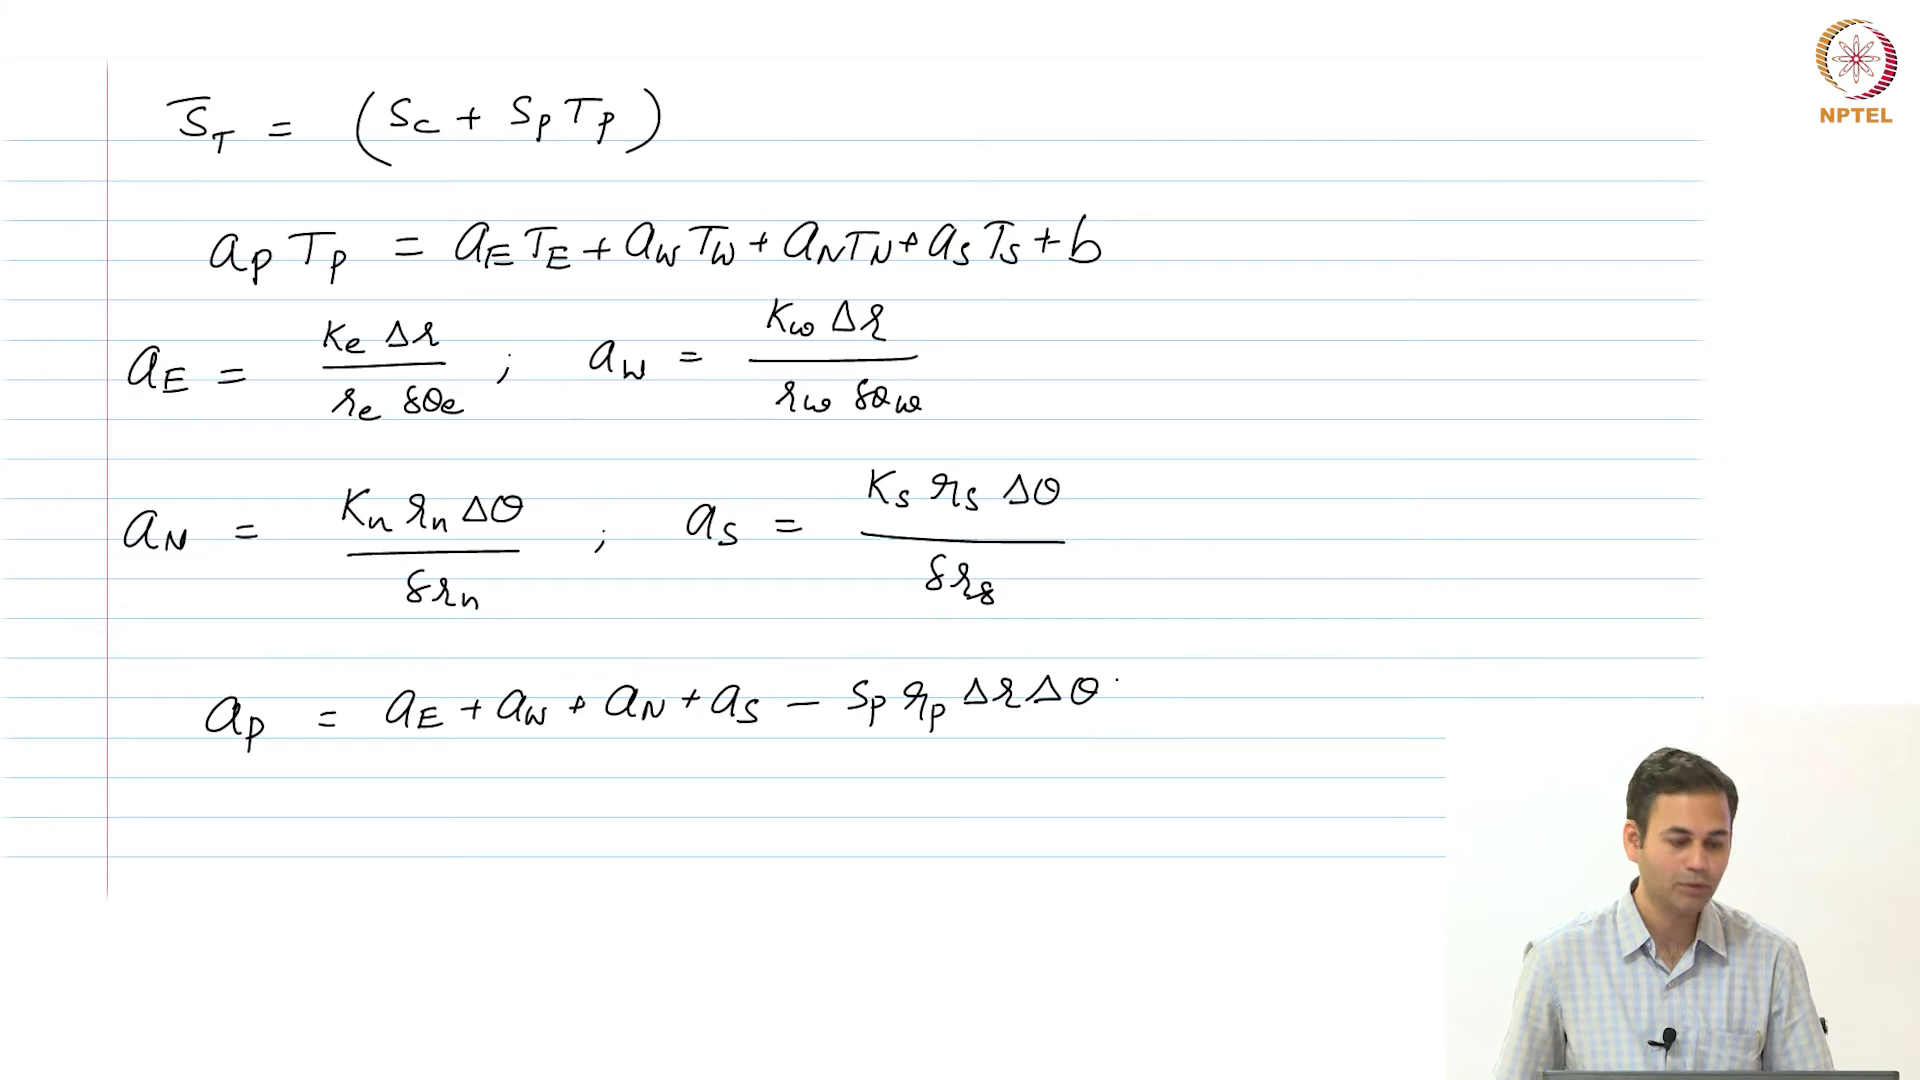 NPTEL
S̅_T = (S_C + S_P T_P)
a_P T_P = a_E T_E + a_W T_W + a_N T_N + a_S T_S + b
a_E = k_e Δr / r_e δθ_e ; a_W = k_w Δr / r_w δθ_w
a_N = k_n r_n Δθ / δr_n ; a_S = k_s r_s Δθ / δr_s
a_P = a_E + a_W + a_N + a_S − S_P r_P Δr Δθ